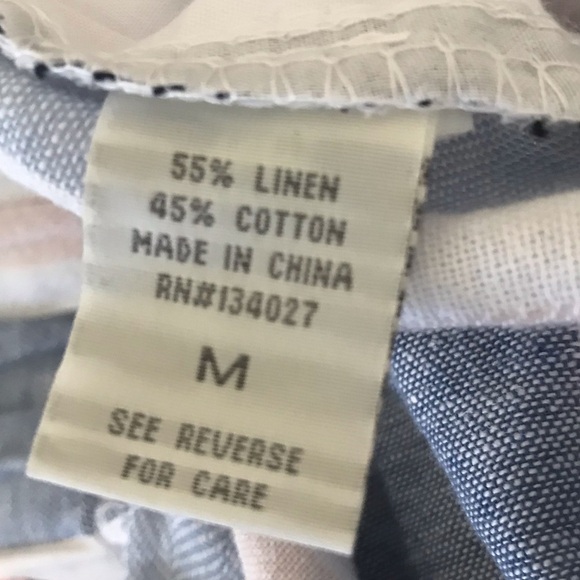 55% LINEN
45% COTTON
MADE IN CHINA
RN#134027
M
SEE REVERSE
FOR CARE